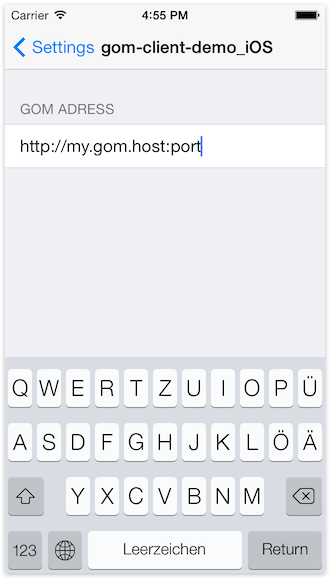 Carrier 4:55 PM
Settings gom-client-demo_iOS
GOM ADRESS
http://my.gom.host:port
Q W E R T Z U I O P Ü
A S D F G H J K L Ö Ä
Y X C V B N M
123 Leerzeichen Return